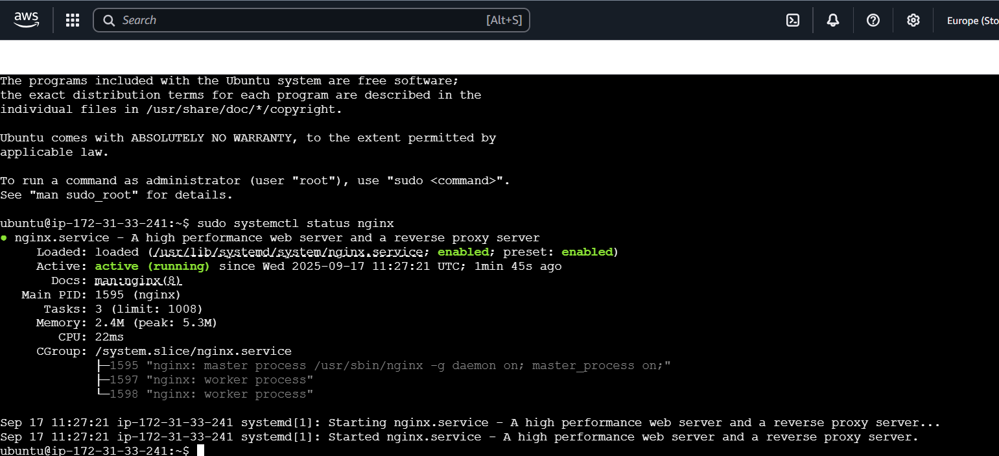 aws
Search [Alt+S]
Europe (Sto
The programs included with the Ubuntu system are free software;
the exact distribution terms for each program are described in the
individual files in /usr/share/doc/*/copyright.
Ubuntu comes with ABSOLUTELY NO WARRANTY, to the extent permitted by
applicable law.
To run a command as administrator (user "root"), use "sudo <command>".
See "man sudo_root" for details.
ubuntu@ip-172-31-33-241:~$ sudo systemctl status nginx
● nginx.service - A high performance web server and a reverse proxy server
Loaded: loaded (/usr/lib/systemd/system/nginx.service; enabled; preset: enabled)
Active: active (running) since Wed 2025-09-17 11:27:21 UTC; 1min 45s ago
Docs: man:nginx(8)
Main PID: 1595 (nginx)
Tasks: 3 (limit: 1008)
Memory: 2.4M (peak: 5.3M)
CPU: 22ms
CGroup: /system.slice/nginx.service
├─1595 "nginx: master process /usr/sbin/nginx -g daemon on; master_process on;"
├─1597 "nginx: worker process"
└─1598 "nginx: worker process"
Sep 17 11:27:21 ip-172-31-33-241 systemd[1]: Starting nginx.service - A high performance web server and a reverse proxy server...
Sep 17 11:27:21 ip-172-31-33-241 systemd[1]: Started nginx.service - A high performance web server and a reverse proxy server.
ubuntu@ip-172-31-33-241:~$